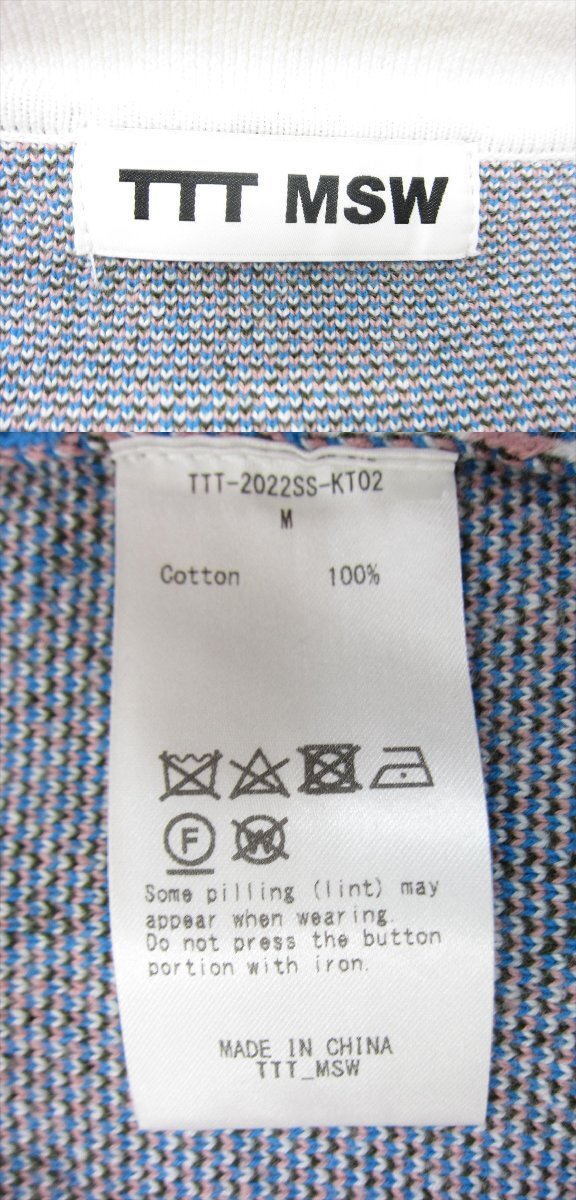 TTT MSW
TTT-2022SS-KT02
M
Cotton 100%
F W
Some pilling (lint) may
appear when wearing.
Do not press the button
portion with iron.
MADE IN CHINA
TTT_MSW